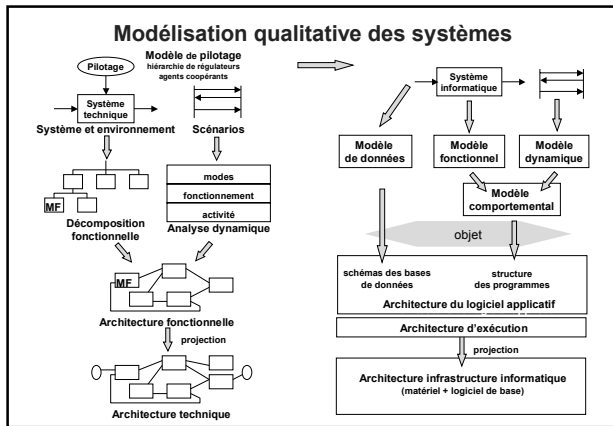 Modélisation qualitative des systèmes
Pilotage
Modèle de pilotage
hiérarchie de régulateurs
agents coopérants
Système
technique
Système et environnement
Scénarios
MF
Décomposition
fonctionnelle
modes
fonctionnement
activité
Analyse dynamique
MF
Architecture fonctionnelle
projection
Architecture technique
Système
informatique
Modèle
de données
Modèle
fonctionnel
Modèle
dynamique
Modèle
comportemental
objet
schémas des bases
de données
structure
des programmes
Architecture du logiciel applicatif
Architecture d'exécution
projection
Architecture infrastructure informatique
(matériel + logiciel de base)